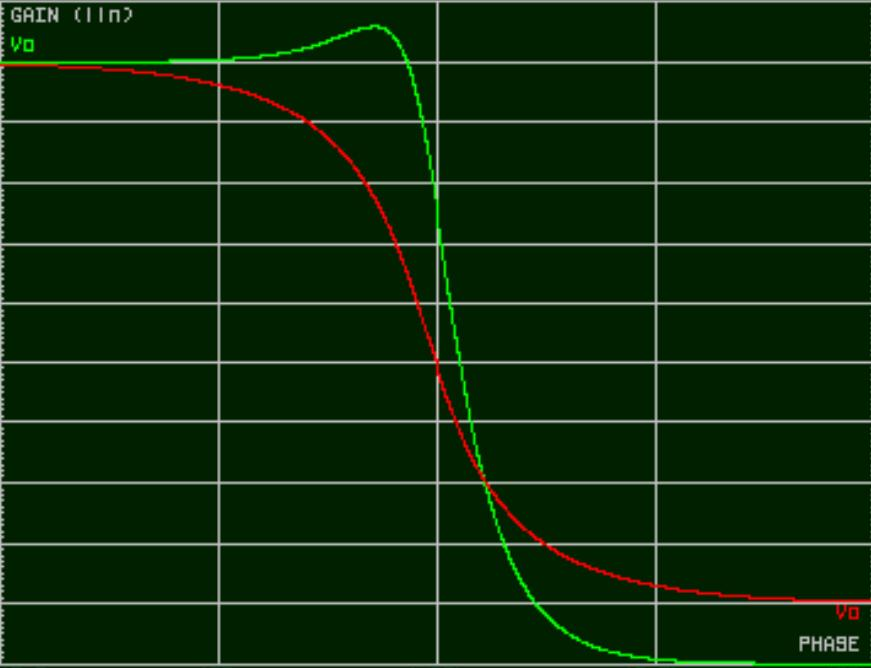 GAIN (lin)
Vo
Vo
PHASE